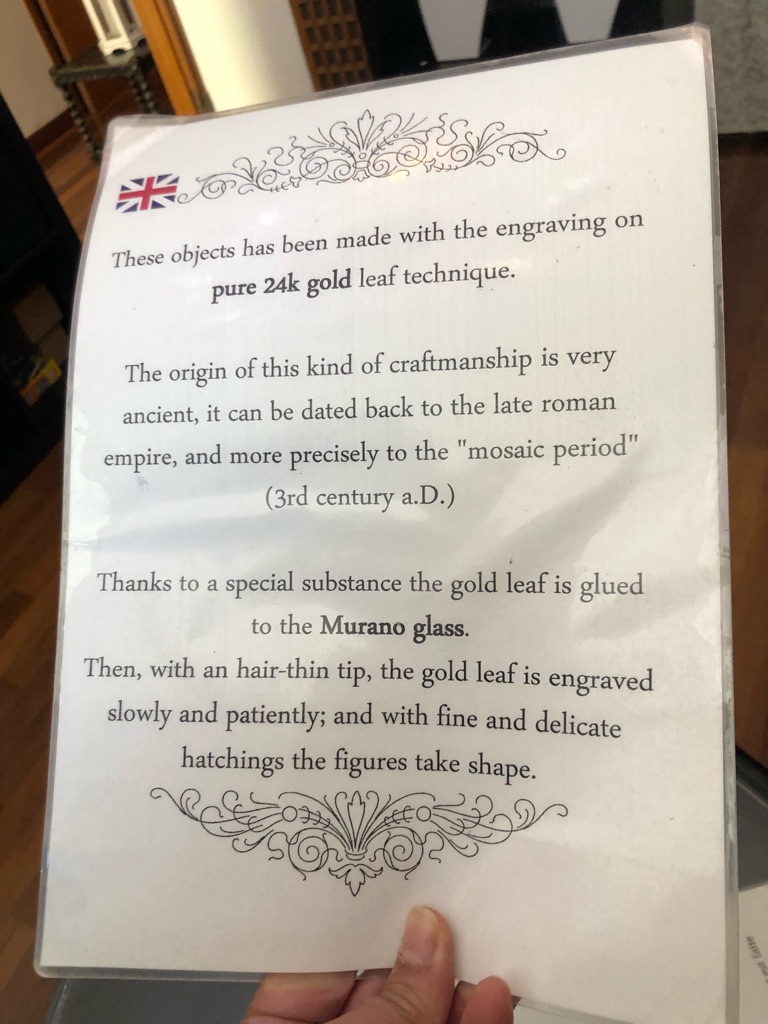 These objects has been made with the engraving on
pure 24k gold leaf technique.
The origin of this kind of craftmanship is very
ancient, it can be dated back to the late roman
empire, and more precisely to the "mosaic period"
(3rd century a.D.)
Thanks to a special substance the gold leaf is glued
to the Murano glass.
Then, with an hair-thin tip, the gold leaf is engraved
slowly and patiently; and with fine and delicate
hatchings the figures take shape.